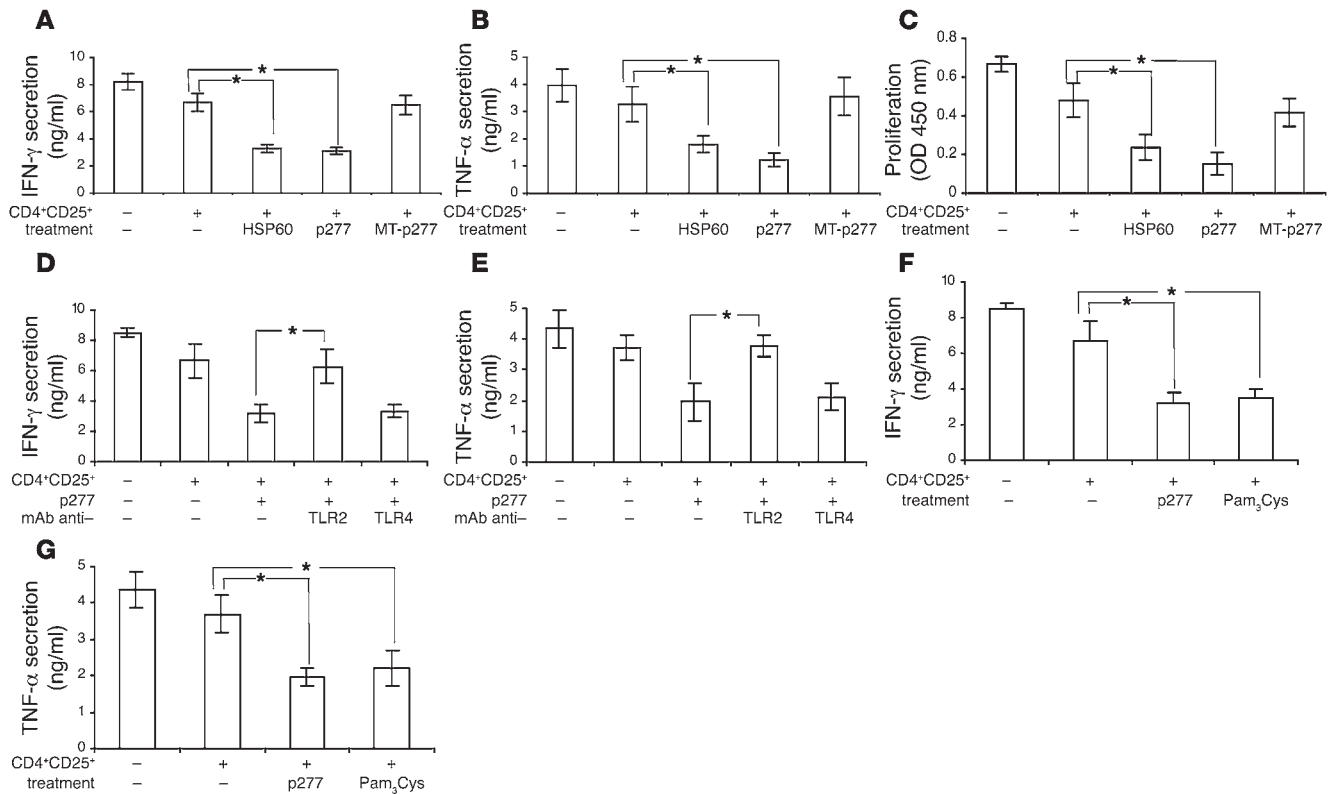 A
IFN-γ secretion
(ng/ml)
10
8
6
4
2
0
*
*
CD4+CD25+ – + + + +
treatment – – HSP60 p277 MT-p277
B
TNF-α secretion
(ng/ml)
5
4
3
2
1
0
*
*
CD4+CD25+ – + + + +
treatment – – HSP60 p277 MT-p277
C
Proliferation
(OD 450 nm)
0.8
0.6
0.4
0.2
0
*
*
CD4+CD25+ – + + + +
treatment – – HSP60 p277 MT-p277
D
IFN-γ secretion
(ng/ml)
10
8
6
4
2
0
*
CD4+CD25+ – + + + +
p277 – – + + +
mAb anti– – – – TLR2 TLR4
E
TNF-α secretion
(ng/ml)
5
4
3
2
1
0
*
CD4+CD25+ – + + + +
p277 – – + + +
mAb anti– – – – TLR2 TLR4
F
IFN-γ secretion
(ng/ml)
10
8
6
4
2
0
*
*
CD4+CD25+ – + + +
treatment – – p277 Pam3Cys
G
TNF-α secretion
(ng/ml)
5
4
3
2
1
0
*
*
CD4+CD25+ – + + +
treatment – – p277 Pam3Cys